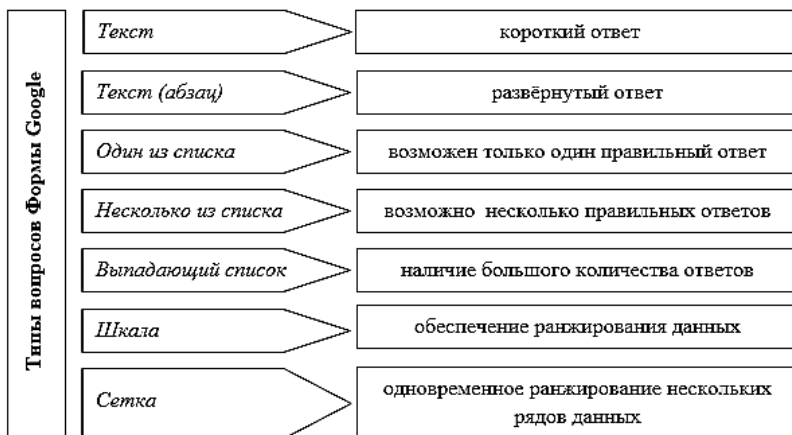 Типы вопросов Формы Google
Текст
короткий ответ
Текст (абзац)
развёрнутый ответ
Один из списка
возможен только один правильный ответ
Несколько из списка
возможно несколько правильных ответов
Выпадающий список
наличие большого количества ответов
Шкала
обеспечение ранжирования данных
Сетка
одновременное ранжирование нескольких
рядов данных